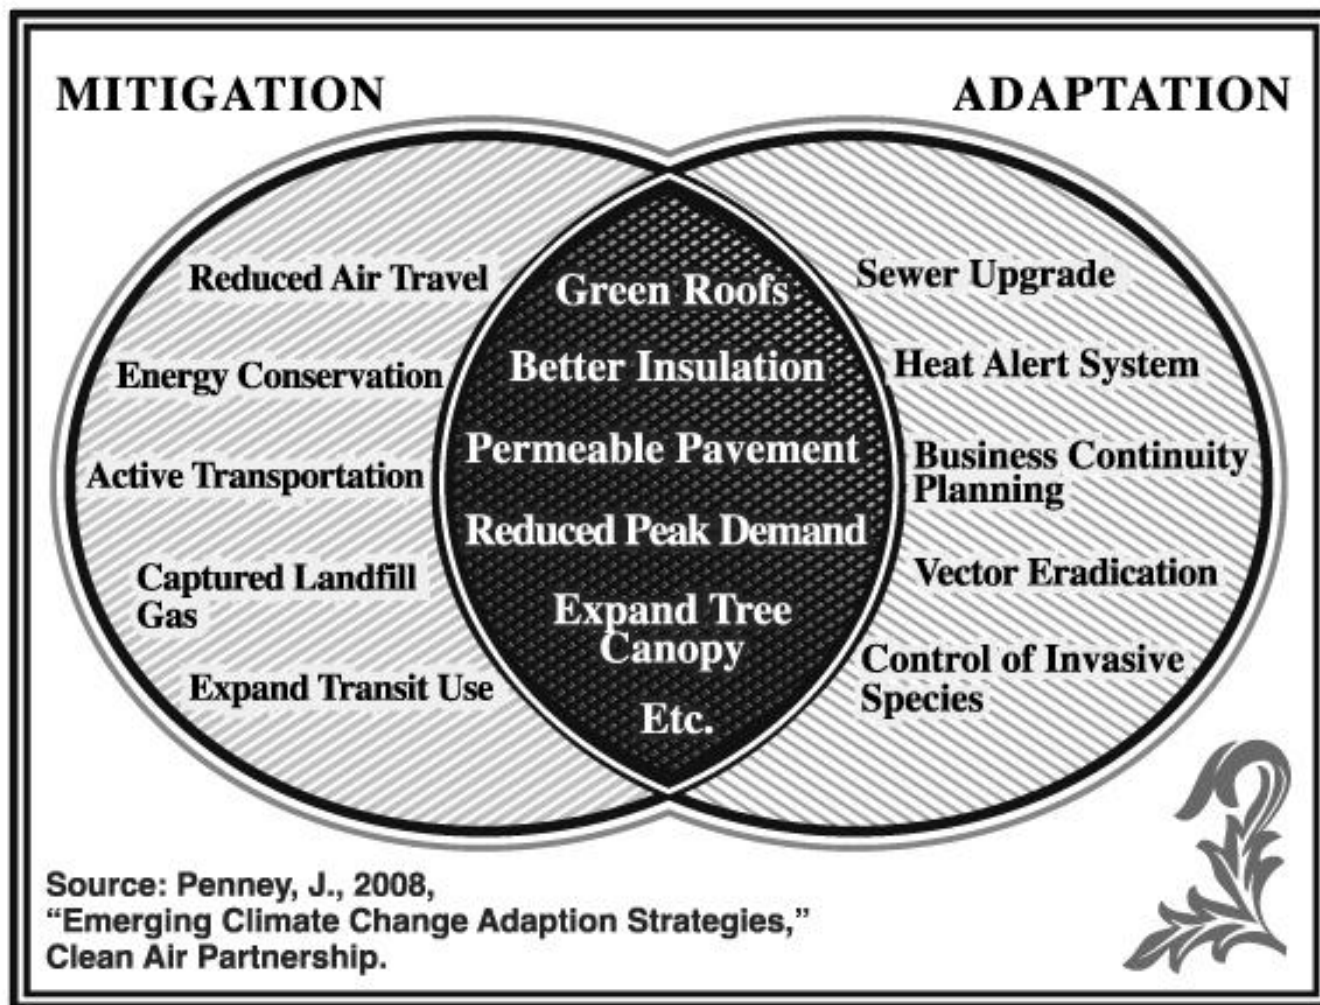 MITIGATION
ADAPTATION
Reduced Air Travel
Energy Conservation
Active Transportation
Captured Landfill
Gas
Expand Transit Use
Green Roofs
Better Insulation
Permeable Pavement
Reduced Peak Demand
Expand Tree
Canopy
Etc.
Sewer Upgrade
Heat Alert System
Business Continuity
Planning
Vector Eradication
Control of Invasive
Species
Source: Penney, J., 2008,
“Emerging Climate Change Adaption Strategies,”
Clean Air Partnership.